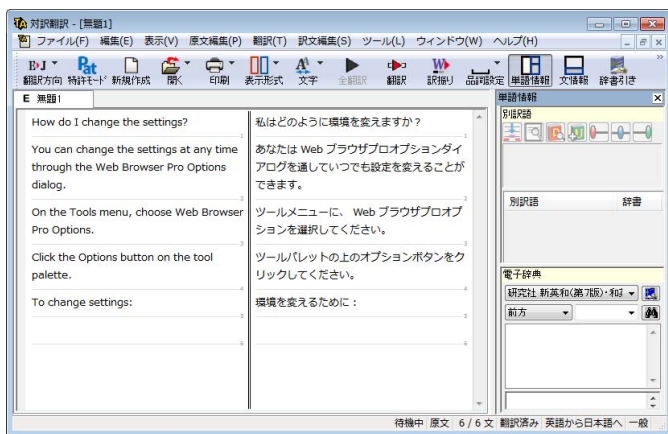 対訳翻訳 - [無題1]
ファイル(F) 編集(E) 表示(V) 原文編集(P) 翻訳(T) 訳文編集(S) ツール(L) ウィンドウ(W) ヘルプ(H)
E›J Pat A W
翻訳方向 特許モード 新規作成 開く 印刷 表示形式 文字 全翻訳 翻訳 訳振り 品詞設定 単語情報 文情報 辞書引き
E 無題1
How do I change the settings?
1
You can change the settings at any time
through the Web Browser Pro Options
dialog.
2
On the Tools menu, choose Web Browser
Pro Options.
3
Click the Options button on the tool
palette.
4
To change settings:
5
6
私はどのように環境を変えますか？
1
あなたは Web ブラウザプロオプションダイ
アログを通していつでも設定を変えることが
できます。
2
ツールメニューに、 Web ブラウザプロオプ
ションを選択してください。
3
ツールパレットの上のオプションボタンをク
リックしてください。
4
環境を変えるために：
5
6
単語情報
別訳語
別訳語 辞書
電子辞典
研究社 新英和(第7版)・和
前方
待機中 原文 6 / 6 文 翻訳済み 英語から日本語へ 一般